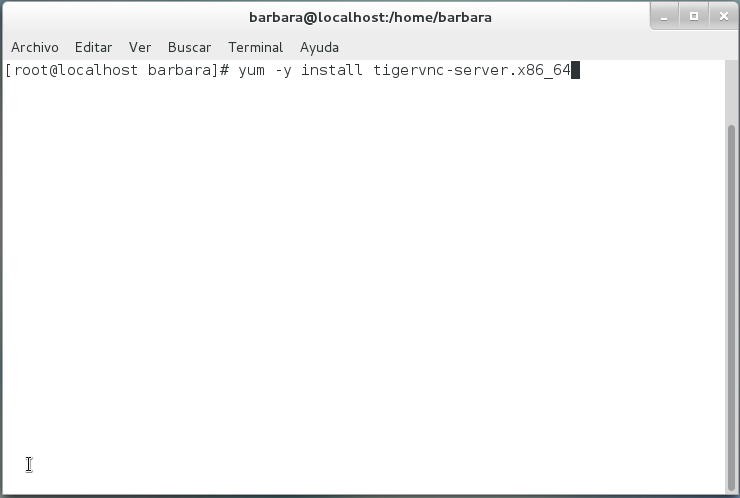 barbara@localhost:/home/barbara
Archivo Editar Ver Buscar Terminal Ayuda
[root@localhost barbara]# yum -y install tigervnc-server.x86_64